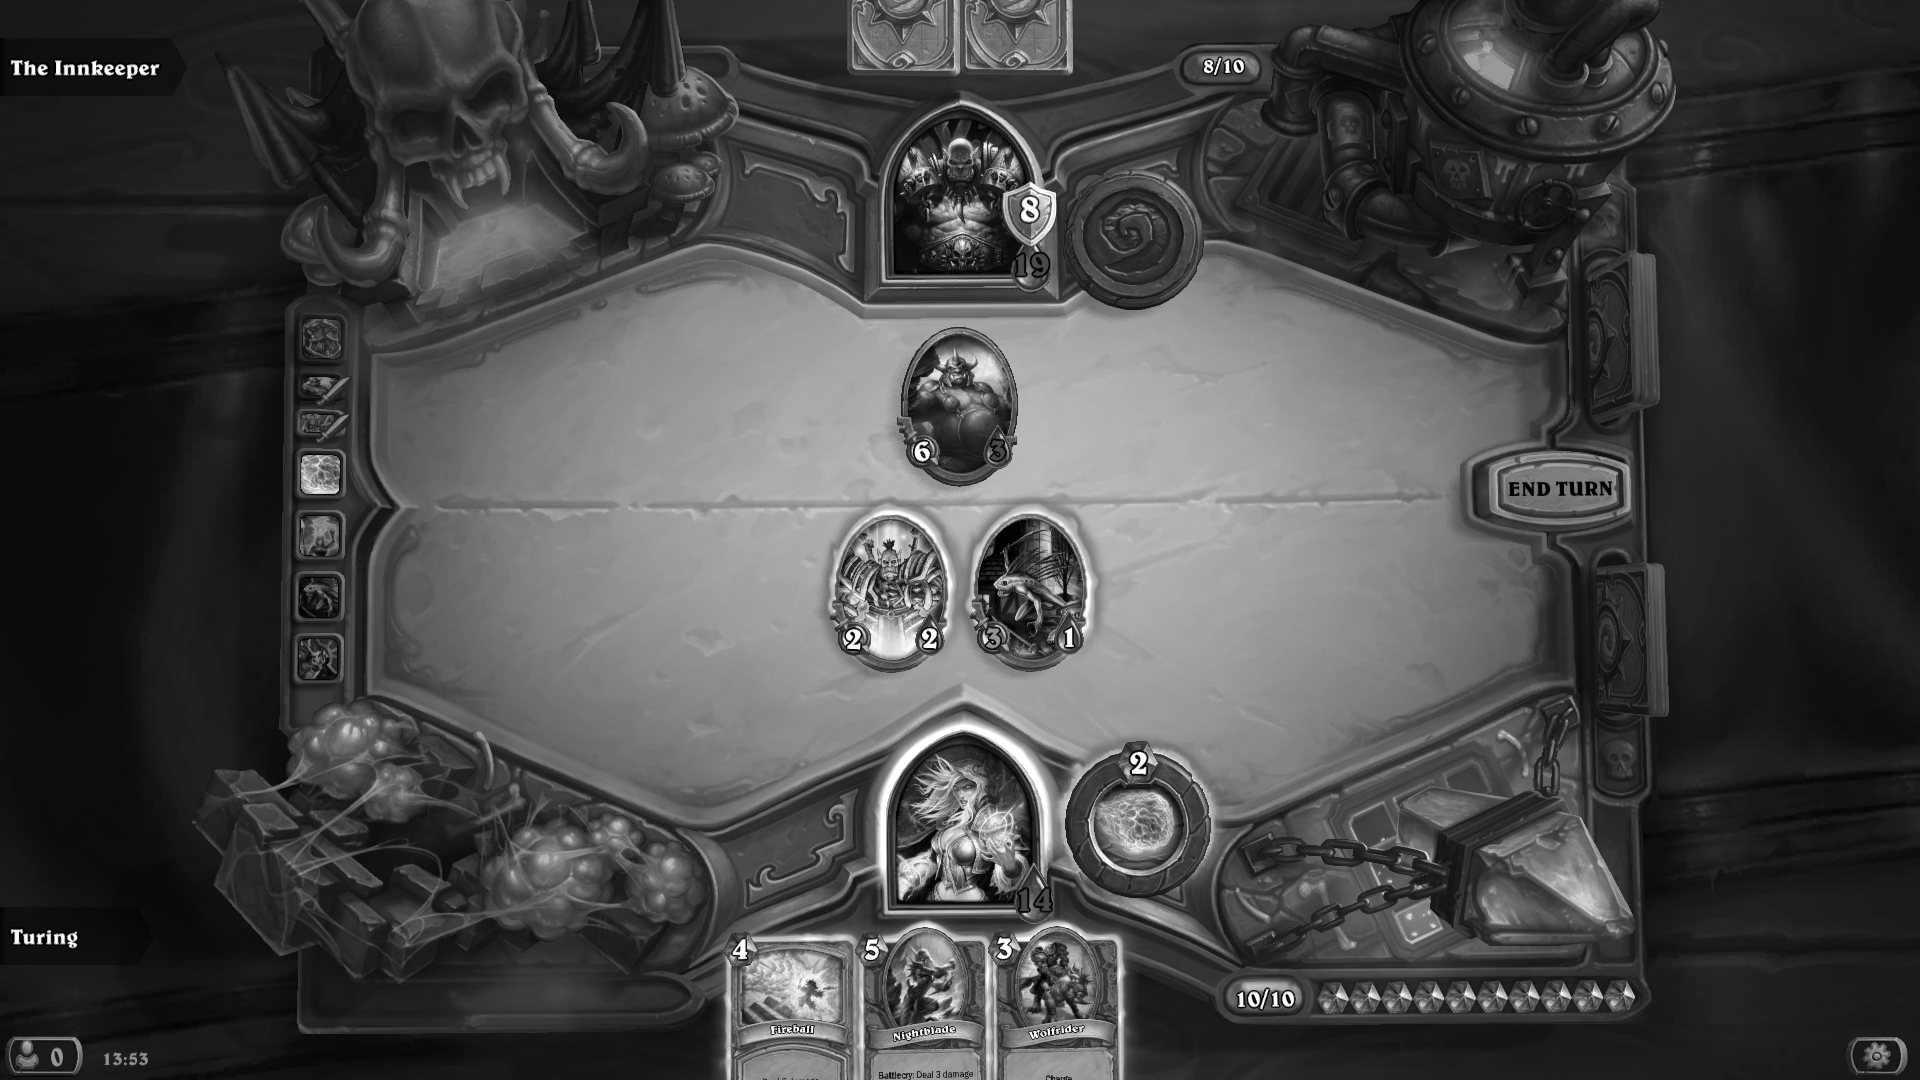 The Innkeeper
8/10
8
19
6
3
END TURN
2
2
3
1
2
14
Turing
4
5
3
Fireball
Nightblade
Wolfrider
Battlecry: Deal 3 damage
Charge
10/10
0
13:53